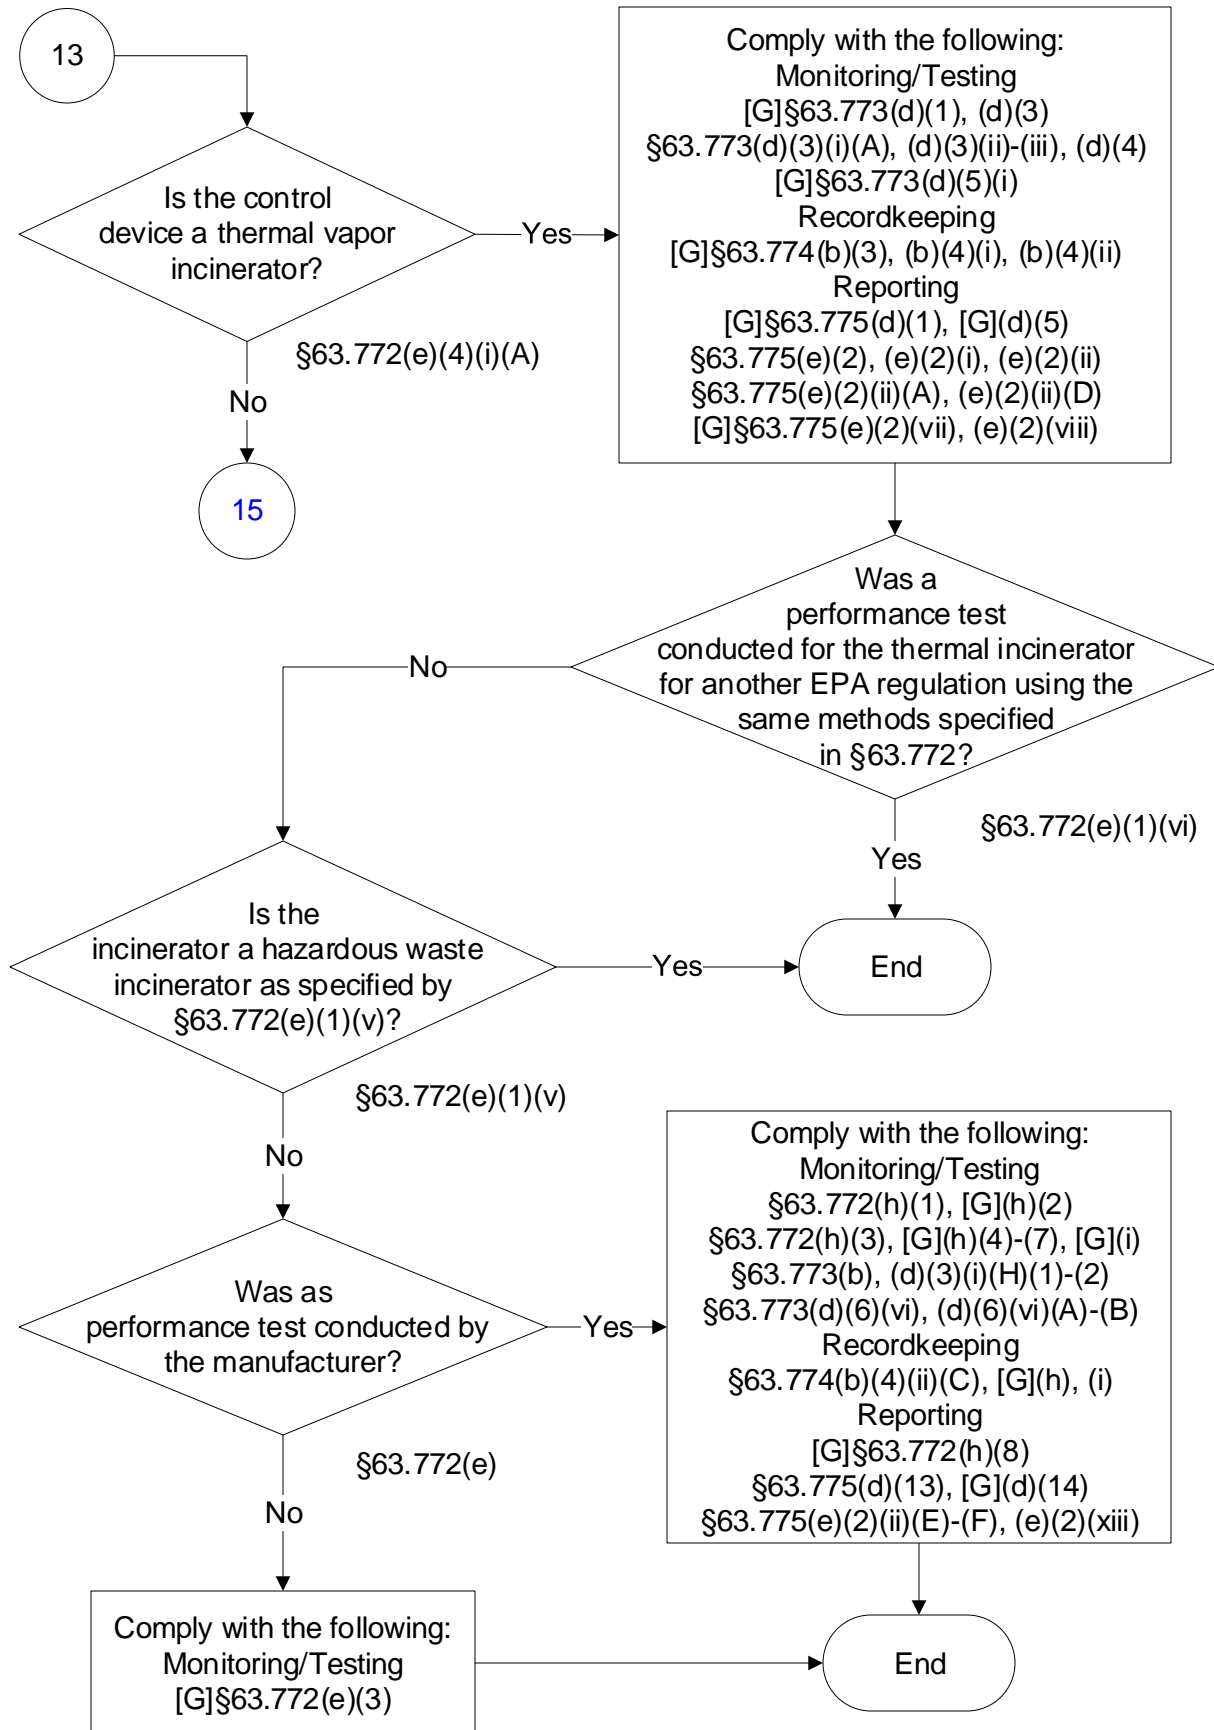 13
Is the control
device a thermal vapor
incinerator?
Yes
§63.772(e)(4)(i)(A)
No
15
Comply with the following:
Monitoring/Testing
[G]§63.773(d)(1), (d)(3)
§63.773(d)(3)(i)(A), (d)(3)(ii)-(iii), (d)(4)
[G]§63.773(d)(5)(i)
Recordkeeping
[G]§63.774(b)(3), (b)(4)(i), (b)(4)(ii)
Reporting
[G]§63.775(d)(1), [G](d)(5)
§63.775(e)(2), (e)(2)(i), (e)(2)(ii)
§63.775(e)(2)(ii)(A), (e)(2)(ii)(D)
[G]§63.775(e)(2)(vii), (e)(2)(viii)
Was a
performance test
conducted for the thermal incinerator
for another EPA regulation using the
same methods specified
in §63.772?
No
§63.772(e)(1)(vi)
Yes
Is the
incinerator a hazardous waste
incinerator as specified by
§63.772(e)(1)(v)?
Yes
End
§63.772(e)(1)(v)
No
Was as
performance test conducted by
the manufacturer?
Yes
§63.772(e)
No
Comply with the following:
Monitoring/Testing
§63.772(h)(1), [G](h)(2)
§63.772(h)(3), [G](h)(4)-(7), [G](i)
§63.773(b), (d)(3)(i)(H)(1)-(2)
§63.773(d)(6)(vi), (d)(6)(vi)(A)-(B)
Recordkeeping
§63.774(b)(4)(ii)(C), [G](h), (i)
Reporting
[G]§63.772(h)(8)
§63.775(d)(13), [G](d)(14)
§63.775(e)(2)(ii)(E)-(F), (e)(2)(xiii)
Comply with the following:
Monitoring/Testing
[G]§63.772(e)(3)
End